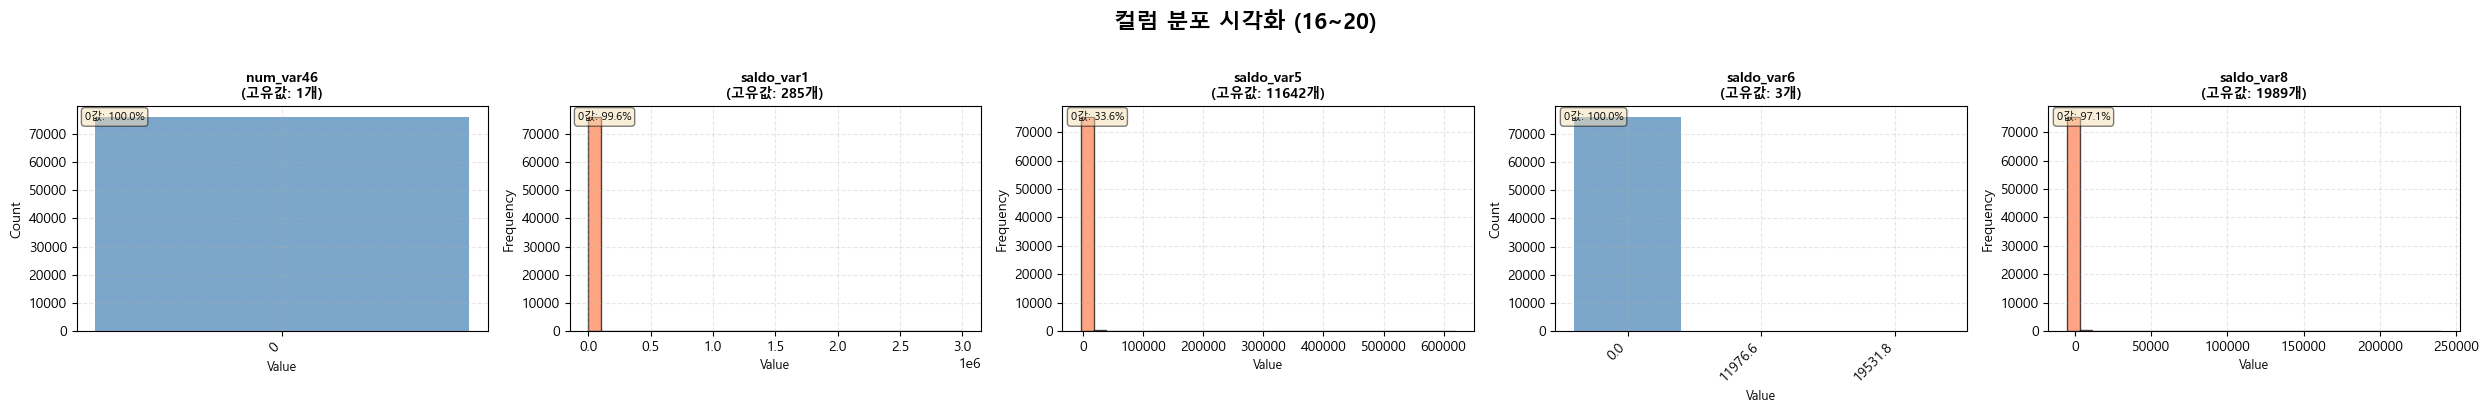 컬럼 분포 시각화 (16~20)
num_var46
(고유값: 1개)
0값: 100.0%
70000
60000
50000
40000
30000
20000
10000
0
Count
0
Value
saldo_var1
(고유값: 285개)
0값: 99.6%
70000
60000
50000
40000
30000
20000
10000
0
Frequency
0.0 0.5 1.0 1.5 2.0 2.5 3.0
1e6
Value
saldo_var5
(고유값: 11642개)
0값: 33.6%
70000
60000
50000
40000
30000
20000
10000
0
Frequency
0 100000 200000 300000 400000 500000 600000
Value
saldo_var6
(고유값: 3개)
0값: 100.0%
70000
60000
50000
40000
30000
20000
10000
0
Count
0.0 11976.6 19531.8
Value
saldo_var8
(고유값: 1989개)
0값: 97.1%
70000
60000
50000
40000
30000
20000
10000
0
Frequency
0 50000 100000 150000 200000 250000
Value